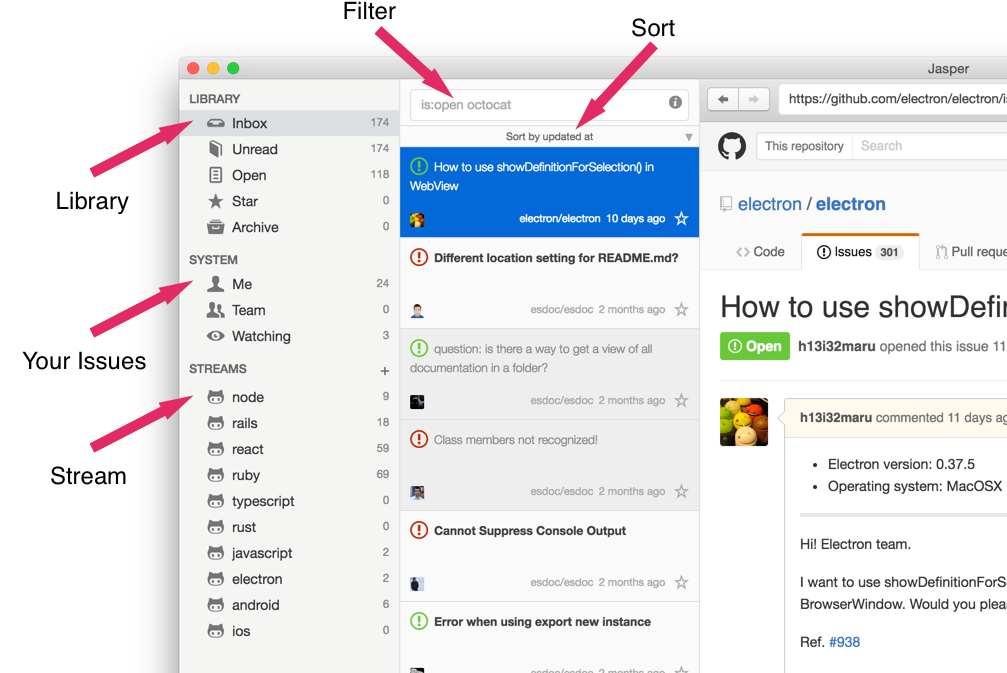 Filter
Sort
Jasper
LIBRARY
Inbox 174
Unread 174
Open 118
Star 0
Archive 0
SYSTEM
Me 24
Team 0
Watching 3
STREAMS +
node 9
rails 18
react 59
ruby 69
typescript 0
rust 0
javascript 2
electron 2
android 6
ios 0
Library
Your Issues
Stream
is:open octocat
Sort by updated at
How to use showDefinitionForSelection() in
WebView
electron/electron 10 days ago
Different location setting for README.md?
esdoc/esdoc 2 months ago
question: is there a way to get a view of all
documentation in a folder?
esdoc/esdoc 2 months ago
Class members not recognized!
esdoc/esdoc 2 months ago
Cannot Suppress Console Output
esdoc/esdoc 2 months ago
Error when using export new instance
esdoc/esdoc 2 months ago
https://github.com/electron/electron/is
This repository Search
electron / electron
Code
Issues 301
Pull reque
How to use showDefin
Open
h13i32maru opened this issue 11
h13i32maru commented 11 days ag
• Electron version: 0.37.5
• Operating system: MacOSX
Hi! Electron team.
I want to use showDefinitionForS
BrowserWindow. Would you plea
Ref. #938